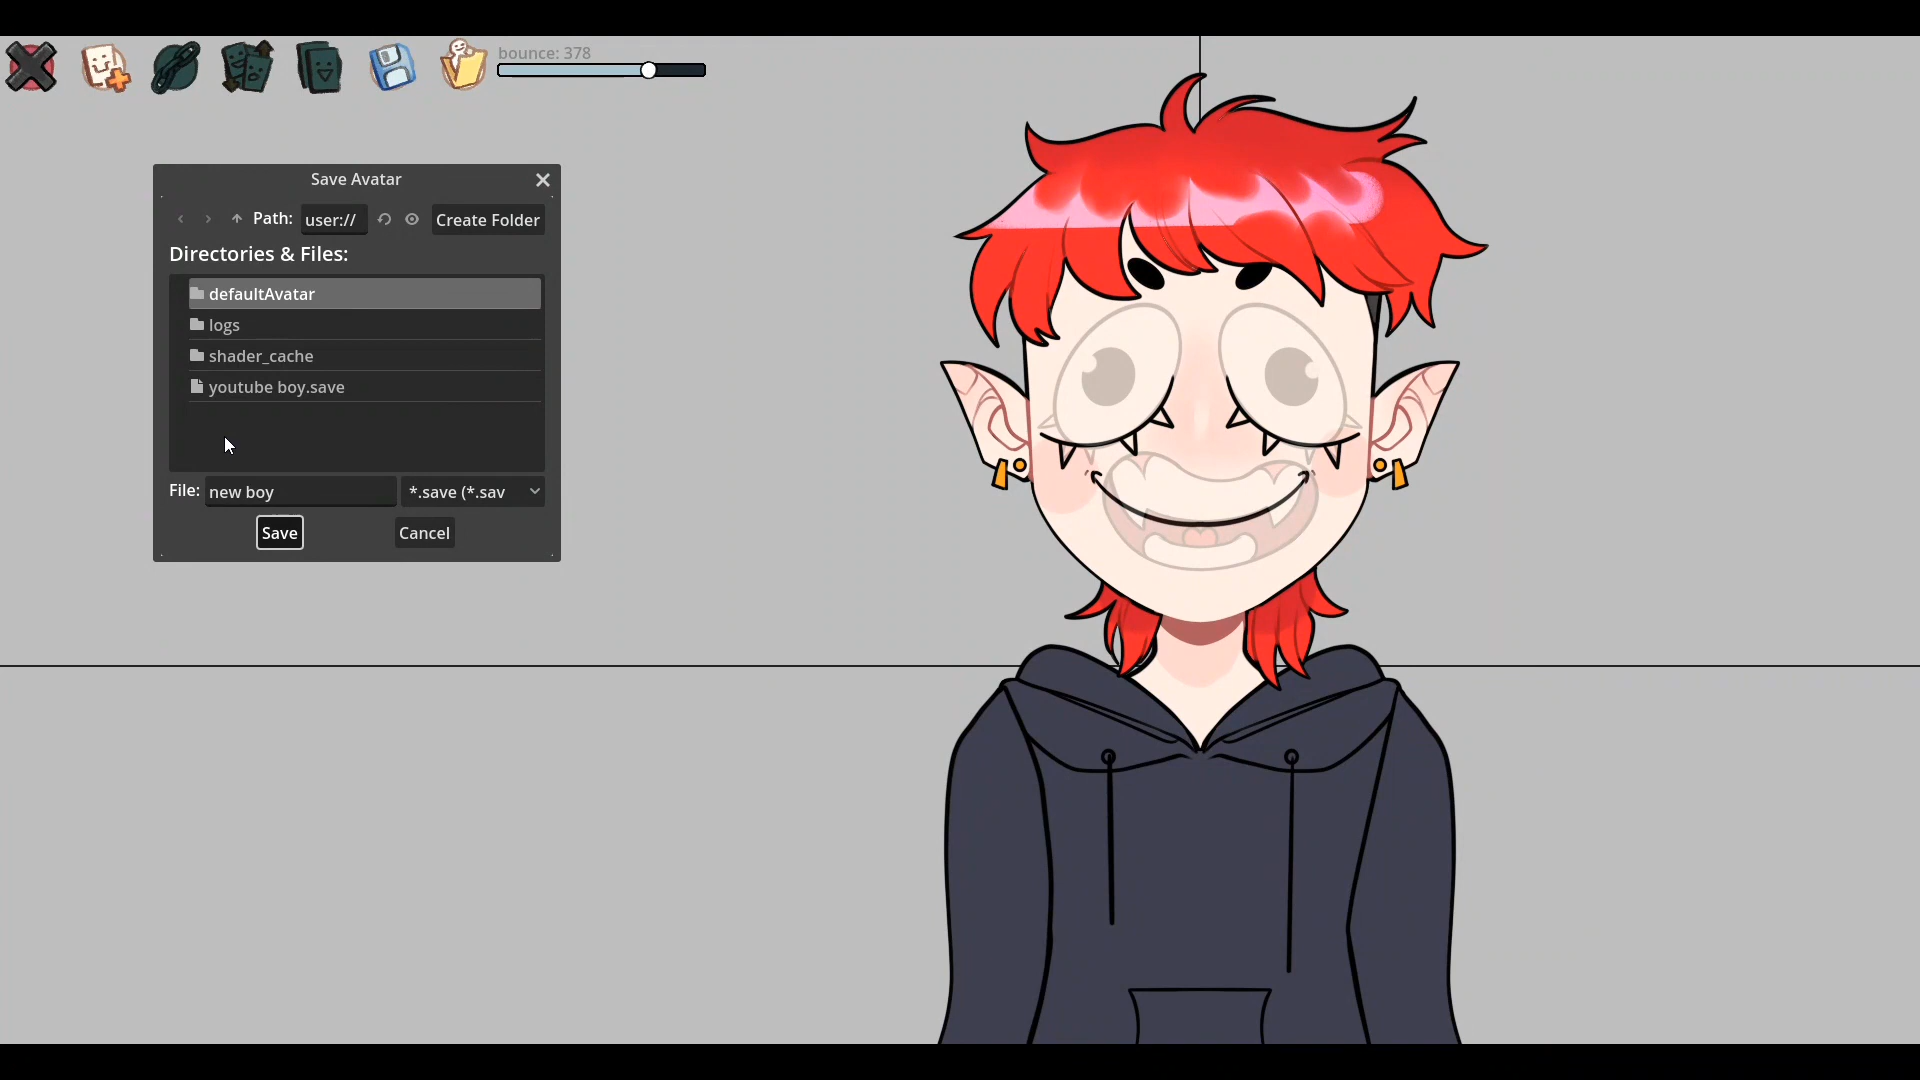 bounce: 378
Save Avatar
Path: user:// Create Folder
Directories & Files:
defaultAvatar
logs
shader_cache
youtube boy.save
File: new boy *.save (*.sav
Save Cancel